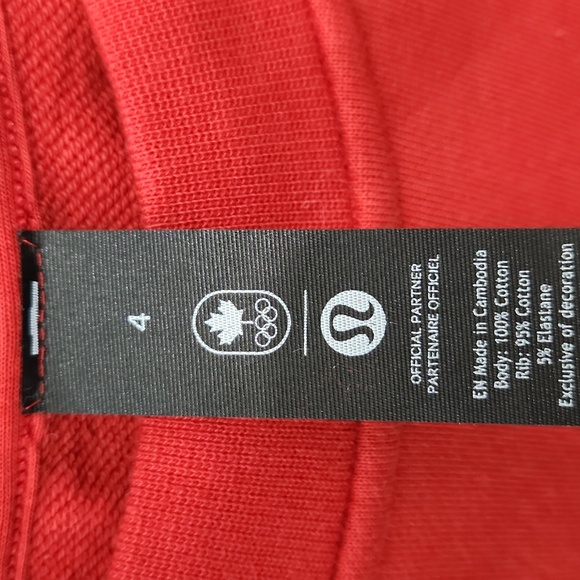 4
OFFICIAL PARTNER
PARTENAIRE OFFICIEL
EN Made in Cambodia
Body: 100% Cotton
Rib: 95% Cotton
5% Elastane
Exclusive of decoration